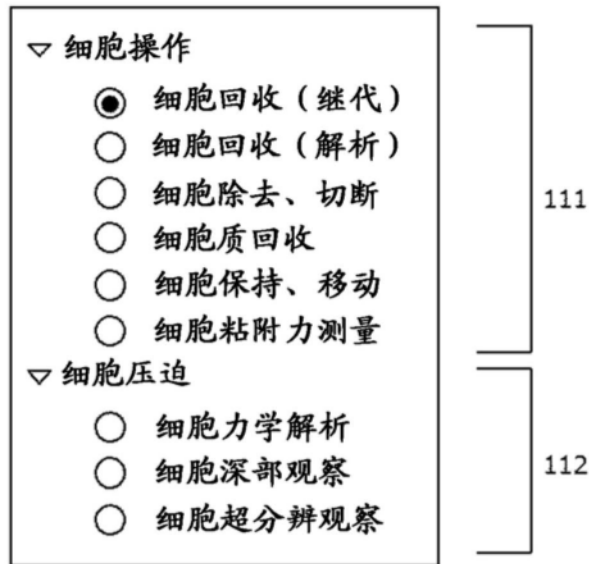 ▽ 细胞操作
细胞回收（继代）
细胞回收（解析）
细胞除去、切断
细胞质回收
细胞保持、移动
细胞粘附力测量
111
▽ 细胞压迫
细胞力学解析
细胞深部观察
细胞超分辨观察
112